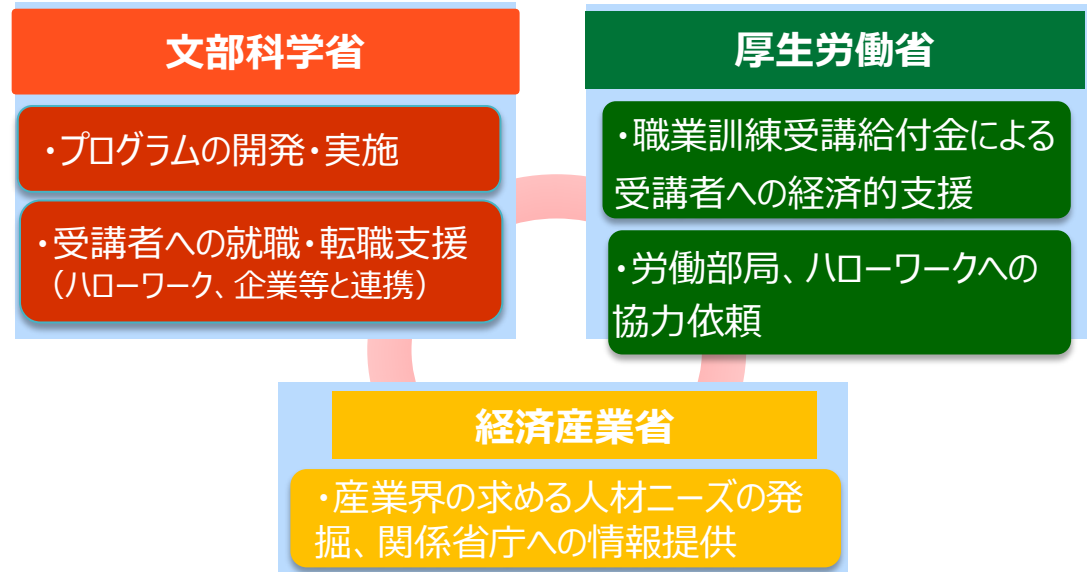 文部科学省
・プログラムの開発・実施
・受講者への就職・転職支援
（ハローワーク、企業等と連携）
厚生労働省
・職業訓練受講給付金による
受講者への経済的支援
・労働部局、ハローワークへの
協力依頼
経済産業省
・産業界の求める人材ニーズの発
掘、関係省庁への情報提供